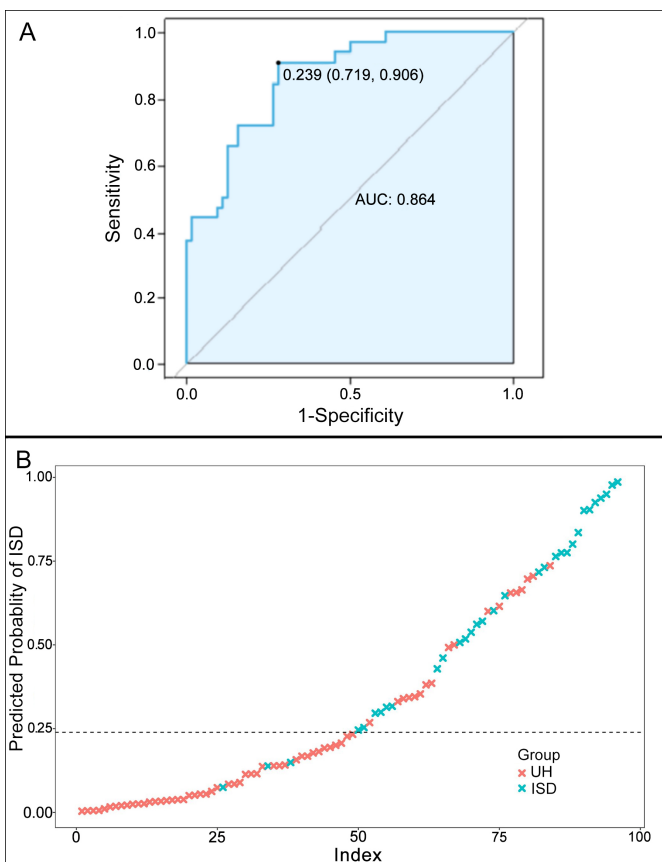 A
1.0
0.239 (0.719, 0.906)
0.8
0.6
AUC: 0.864
0.4
0.2
0.0
Sensitivity
0.0 0.5 1.0
1-Specificity
B
1.00
0.75
0.50
0.25
0.00
Predicted Probablity of ISD
Group
UH
ISD
0 25 50 75 100
Index